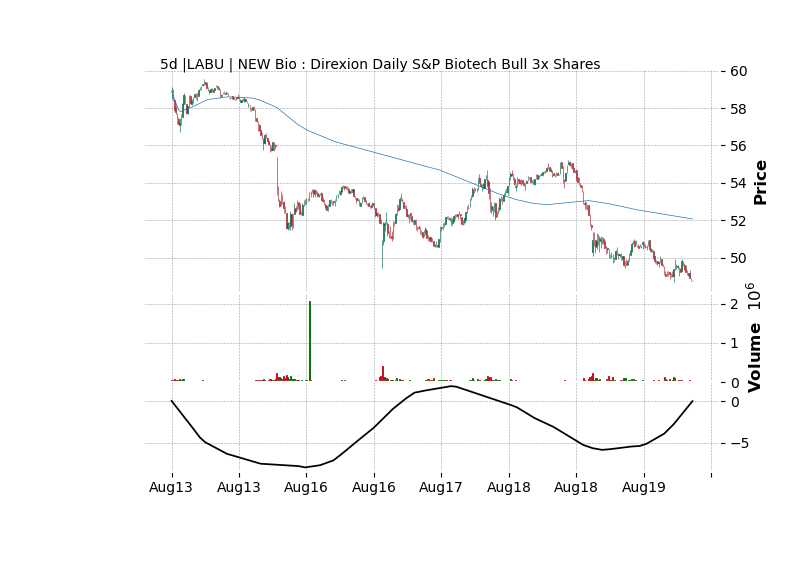 5d |LABU | NEW Bio : Direxion Daily S&P Biotech Bull 3x Shares
60
58
56
54
52
50
Price
2
1
0
Volume 10^6
0
−5
Aug13 Aug13 Aug16 Aug16 Aug17 Aug18 Aug18 Aug19